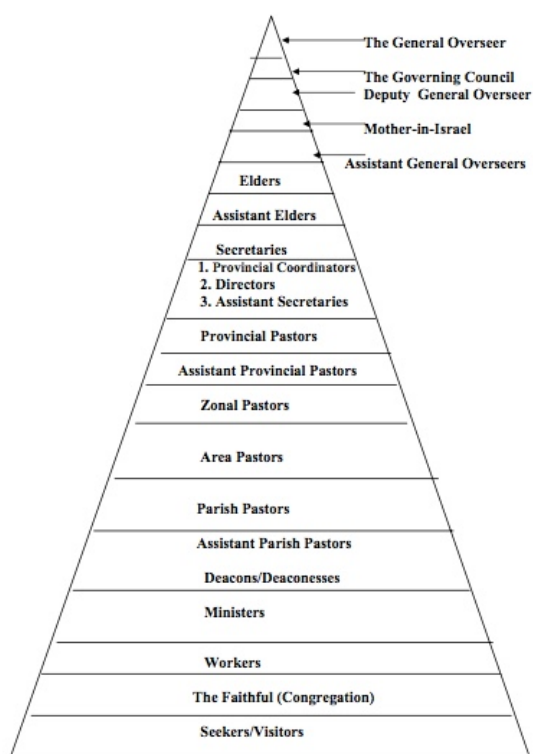 The General Overseer
The Governing Council
Deputy General Overseer
Mother-in-Israel
Assistant General Overseers
Elders
Assistant Elders
Secretaries
1. Provincial Coordinators
2. Directors
3. Assistant Secretaries
Provincial Pastors
Assistant Provincial Pastors
Zonal Pastors
Area Pastors
Parish Pastors
Assistant Parish Pastors
Deacons/Deaconesses
Ministers
Workers
The Faithful (Congregation)
Seekers/Visitors